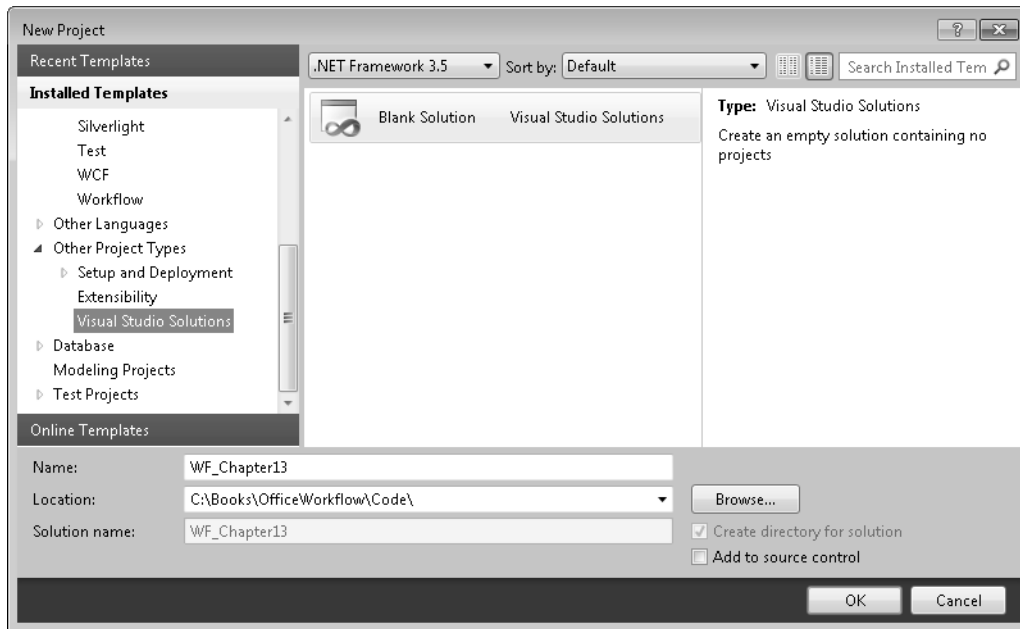 New Project
Recent Templates
.NET Framework 3.5
Sort by: Default
Search Installed Tem
Installed Templates
Silverlight
Test
WCF
Workflow
Other Languages
Other Project Types
Setup and Deployment
Extensibility
Visual Studio Solutions
Database
Modeling Projects
Test Projects
Online Templates
Blank Solution
Visual Studio Solutions
Type: Visual Studio Solutions
Create an empty solution containing no
projects
Name: WF_Chapter13
Location: C:\Books\OfficeWorkflow\Code\
Browse...
Solution name: WF_Chapter13
Create directory for solution
Add to source control
OK
Cancel